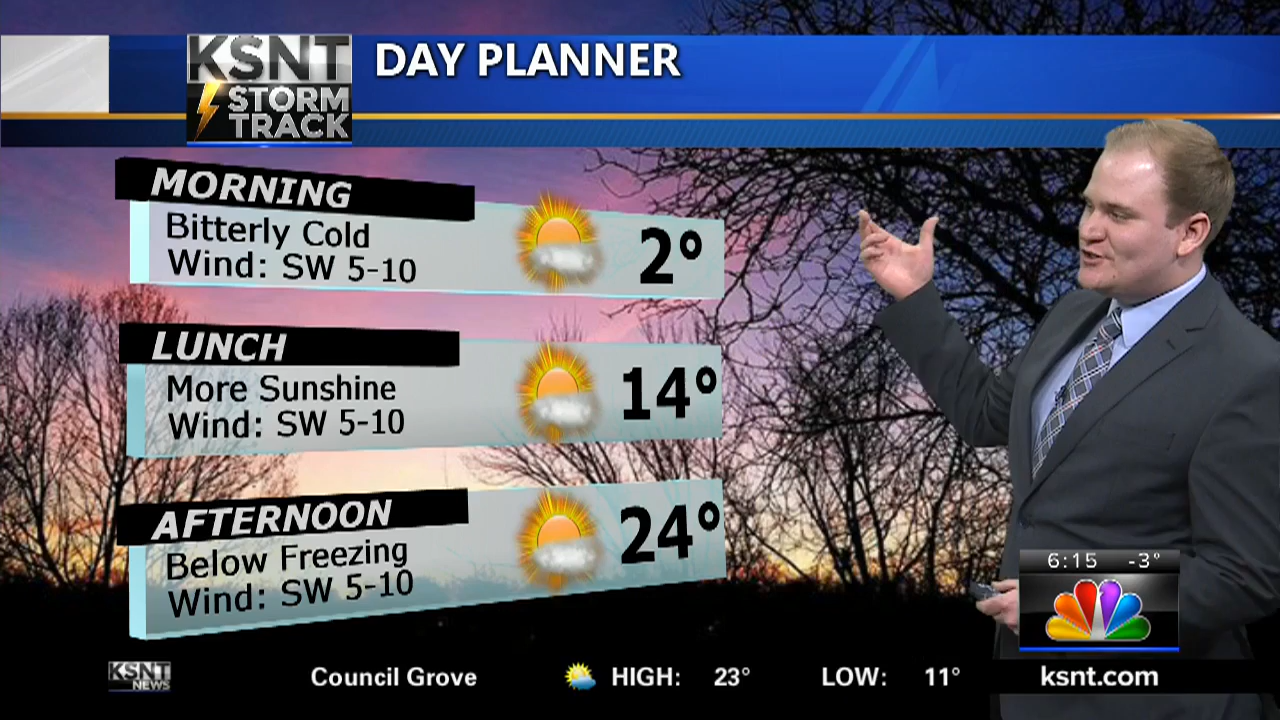 KSNT
STORM
TRACK
DAY PLANNER
MORNING
Bitterly Cold
Wind: SW 5-10
2°
LUNCH
More Sunshine
Wind: SW 5-10
14°
AFTERNOON
Below Freezing
Wind: SW 5-10
24°
6:15 -3°
KSNT
NEWS
Council Grove HIGH: 23° LOW: 11° ksnt.com